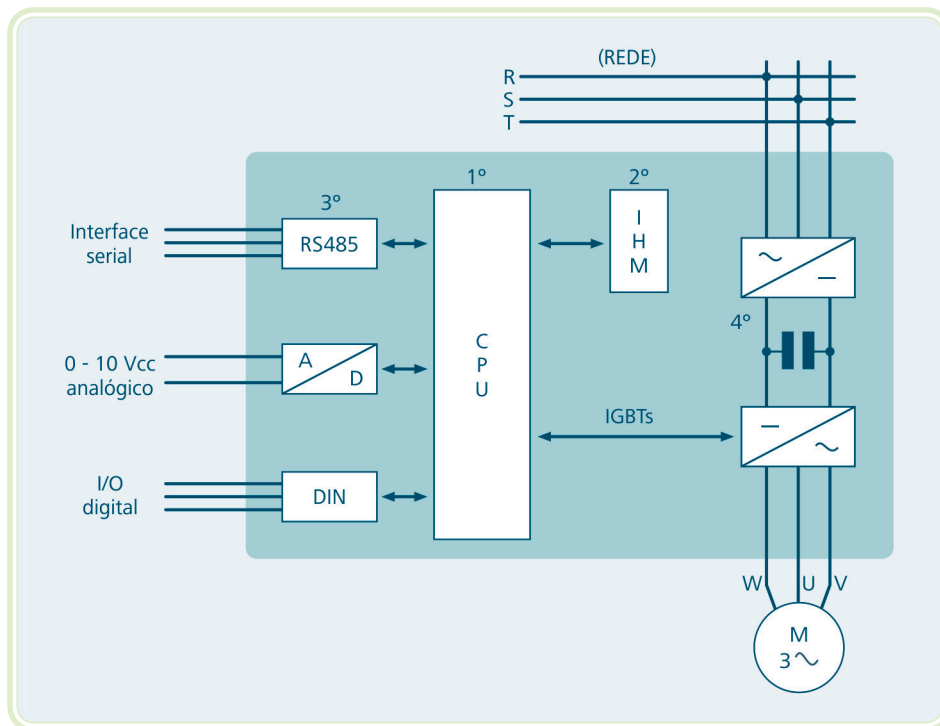 (REDE)
R
S
T
1º
2º
3º
RS485
Interface
serial
I
H
M
4º
0 - 10 Vcc
analógico
A
D
C
P
U
IGBTs
I/O
digital
DIN
W U V
M
3